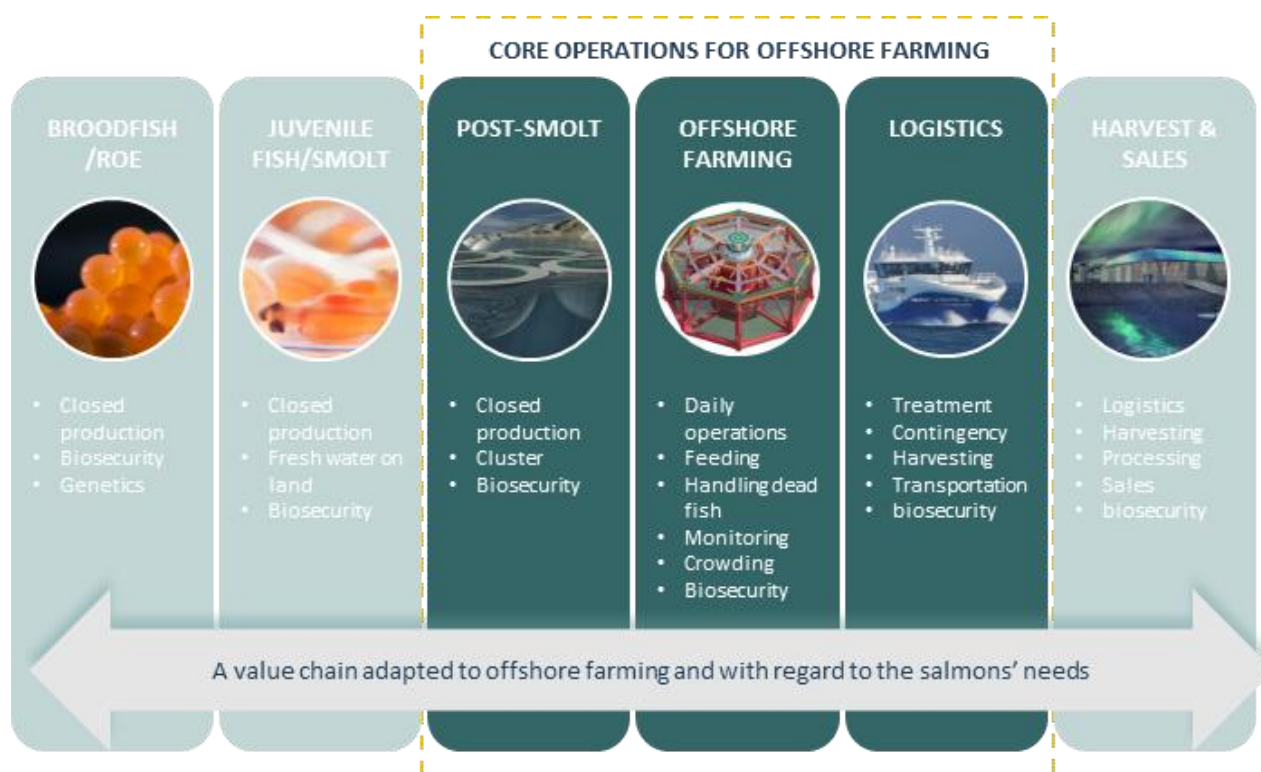 CORE OPERATIONS FOR OFFSHORE FARMING
BROODFISH
/ROE
• Closed
production
• Biosecurity
• Genetics
JUVENILE
FISH/SMOLT
• Closed
production
• Fresh water on
land
• Biosecurity
POST-SMOLT
• Closed
production
• Cluster
• Biosecurity
OFFSHORE
FARMING
• Daily
operations
• Feeding
• Handling dead
fish
• Monitoring
• Crowding
• Biosecurity
LOGISTICS
• Treatment
• Contingency
• Harvesting
• Transportation
• biosecurity
HARVEST &
SALES
• Logistics
• Harvesting
• Processing
• Sales
• biosecurity
A value chain adapted to offshore farming and with regard to the salmons’ needs